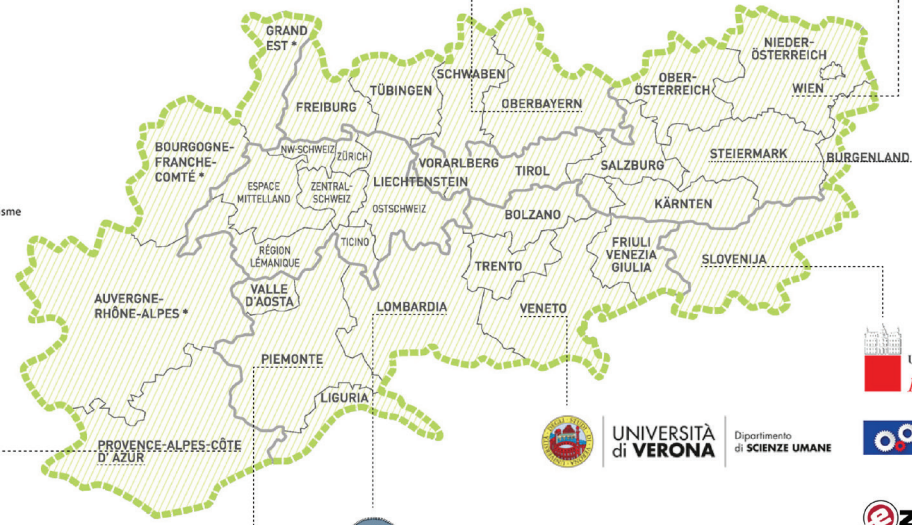 GRAND
EST *
NIEDER-
ÖSTERREICH
SCHWABEN
OBER-
ÖSTERREICH
TÜBINGEN
WIEN
FREIBURG
OBERBAYERN
BOURGOGNE-
FRANCHE-
COMTÉ *
NW-SCHWEIZ
ZÜRICH
VORARLBERG
TIROL
SALZBURG
STEIERMARK
BURGENLAND
ESPACE
MITTELLAND
ZENTRAL-
SCHWEIZ
LIECHTENSTEIN
OSTSCHWEIZ
KÄRNTEN
BOLZANO
sme
RÉGION
LÉMANIQUE
TICINO
TRENTO
FRIULI
VENEZIA
GIULIA
SLOVENIJA
VALLE
D'AOSTA
AUVERGNE-
RHÔNE-ALPES *
LOMBARDIA
VENETO
PIEMONTE
LIGURIA
PROVENCE-ALPES-CÔTE
D' AZUR
UNIVERSITÀ
di VERONA
Dipartimento
di SCIENZE UMANE